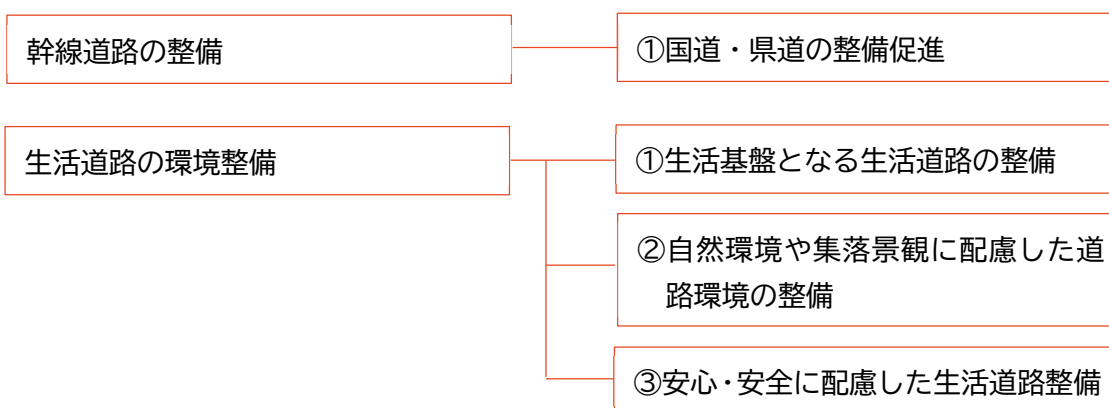 幹線道路の整備
①国道・県道の整備促進
生活道路の環境整備
①生活基盤となる生活道路の整備
②自然環境や集落景観に配慮した道
路環境の整備
③安心・安全に配慮した生活道路整備